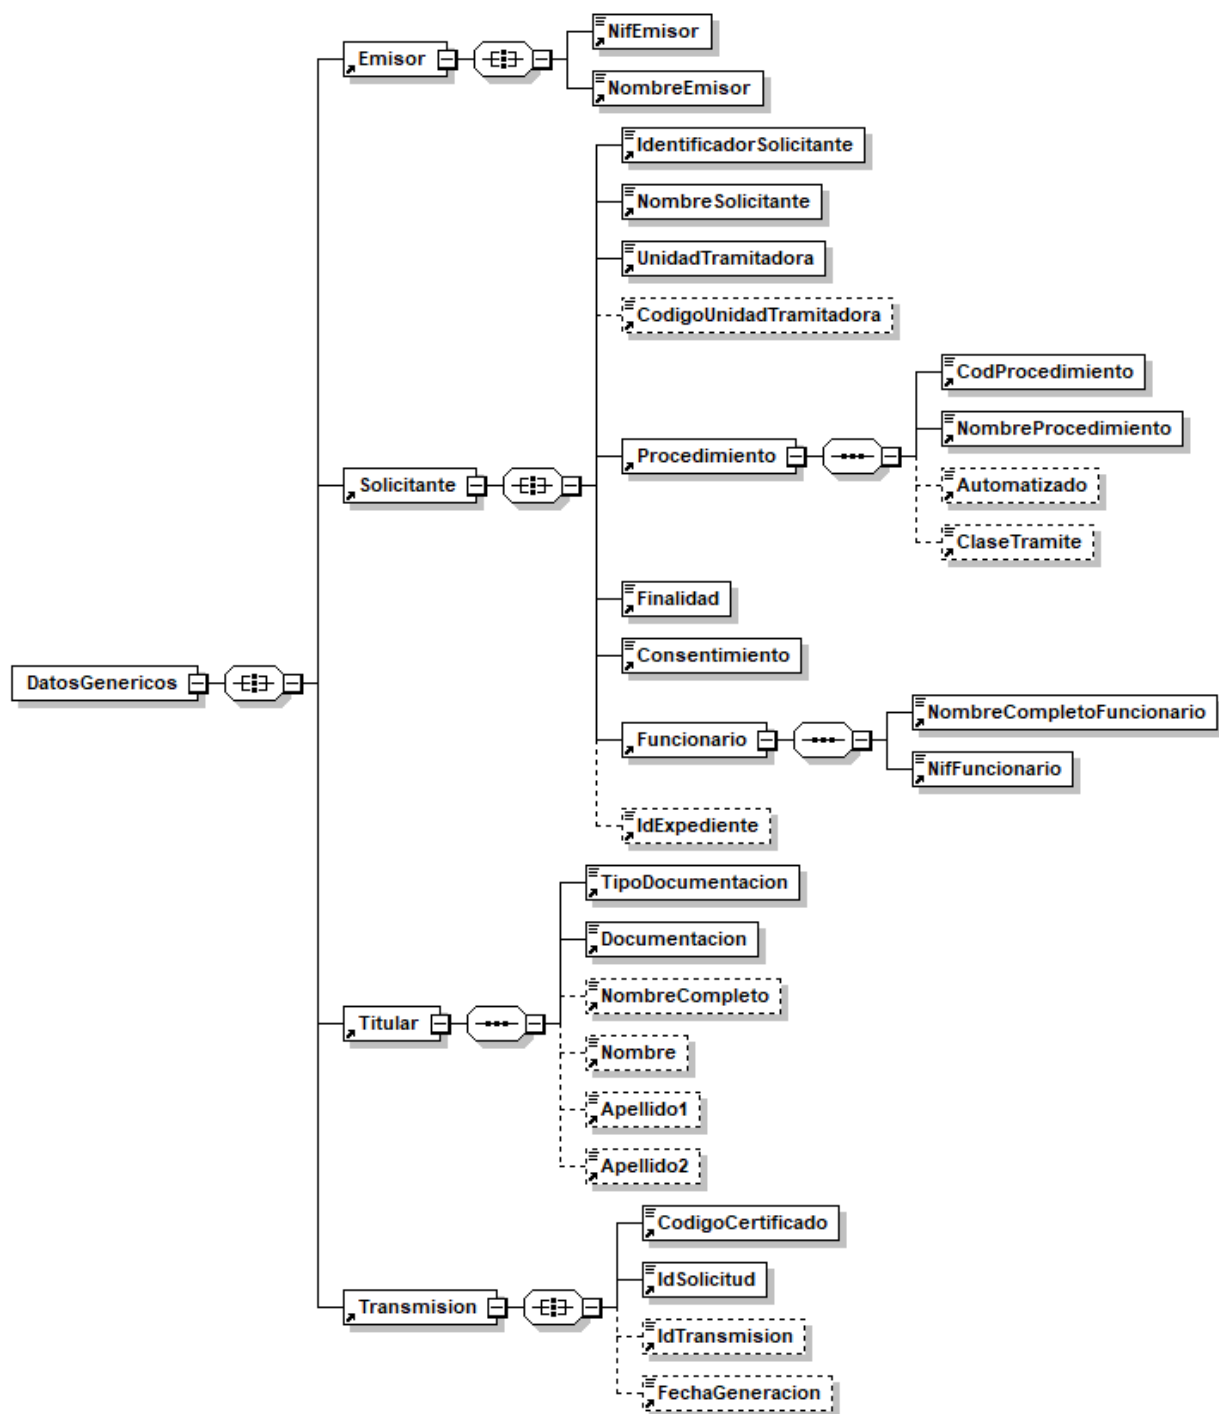 NifEmisor
Emisor
NombreEmisor
IdentificadorSolicitante
NombreSolicitante
UnidadTramitadora
CodigoUnidadTramitadora
CodProcedimiento
NombreProcedimiento
Procedimiento
Solicitante
Automatizado
ClaseTramite
Finalidad
Consentimiento
DatosGenericos
NombreCompletoFuncionario
Funcionario
NifFuncionario
IdExpediente
TipoDocumentacion
Documentacion
NombreCompleto
Titular
Nombre
Apellido1
Apellido2
CodigoCertificado
IdSolicitud
Transmision
IdTransmision
FechaGeneracion